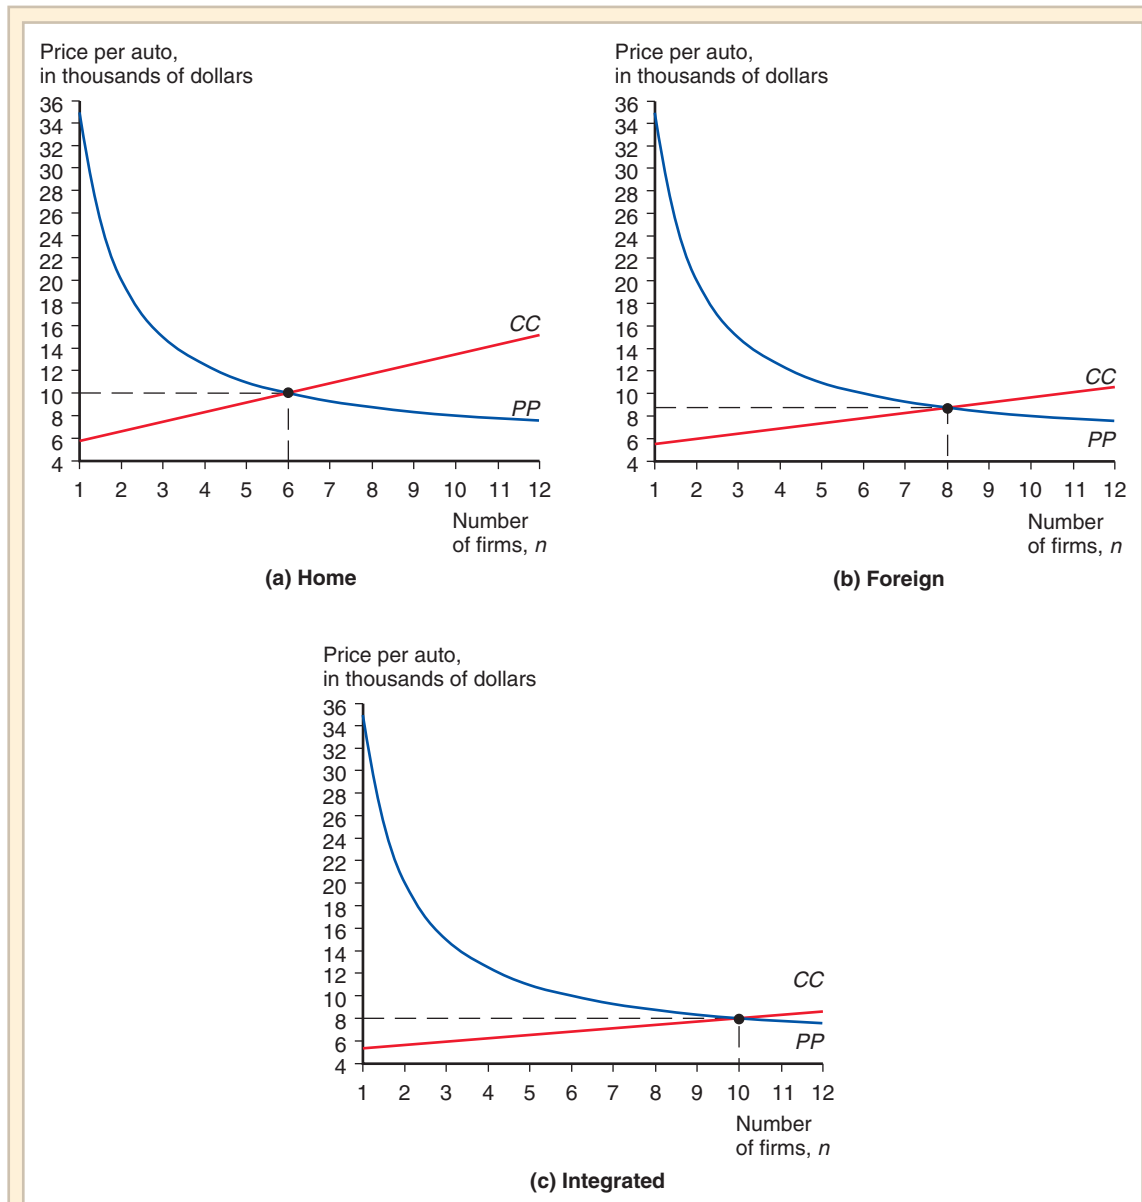 Price per auto,
in thousands of dollars
36
34
32
30
28
26
24
22
20
18
16
14
12
10
8
6
4
CC
PP
1 2 3 4 5 6 7 8 9 10 11 12
Number
of firms, n
(a) Home
Price per auto,
in thousands of dollars
36
34
32
30
28
26
24
22
20
18
16
14
12
10
8
6
4
CC
PP
1 2 3 4 5 6 7 8 9 10 11 12
Number
of firms, n
(b) Foreign
Price per auto,
in thousands of dollars
36
34
32
30
28
26
24
22
20
18
16
14
12
10
8
6
4
CC
PP
1 2 3 4 5 6 7 8 9 10 11 12
Number
of firms, n
(c) Integrated